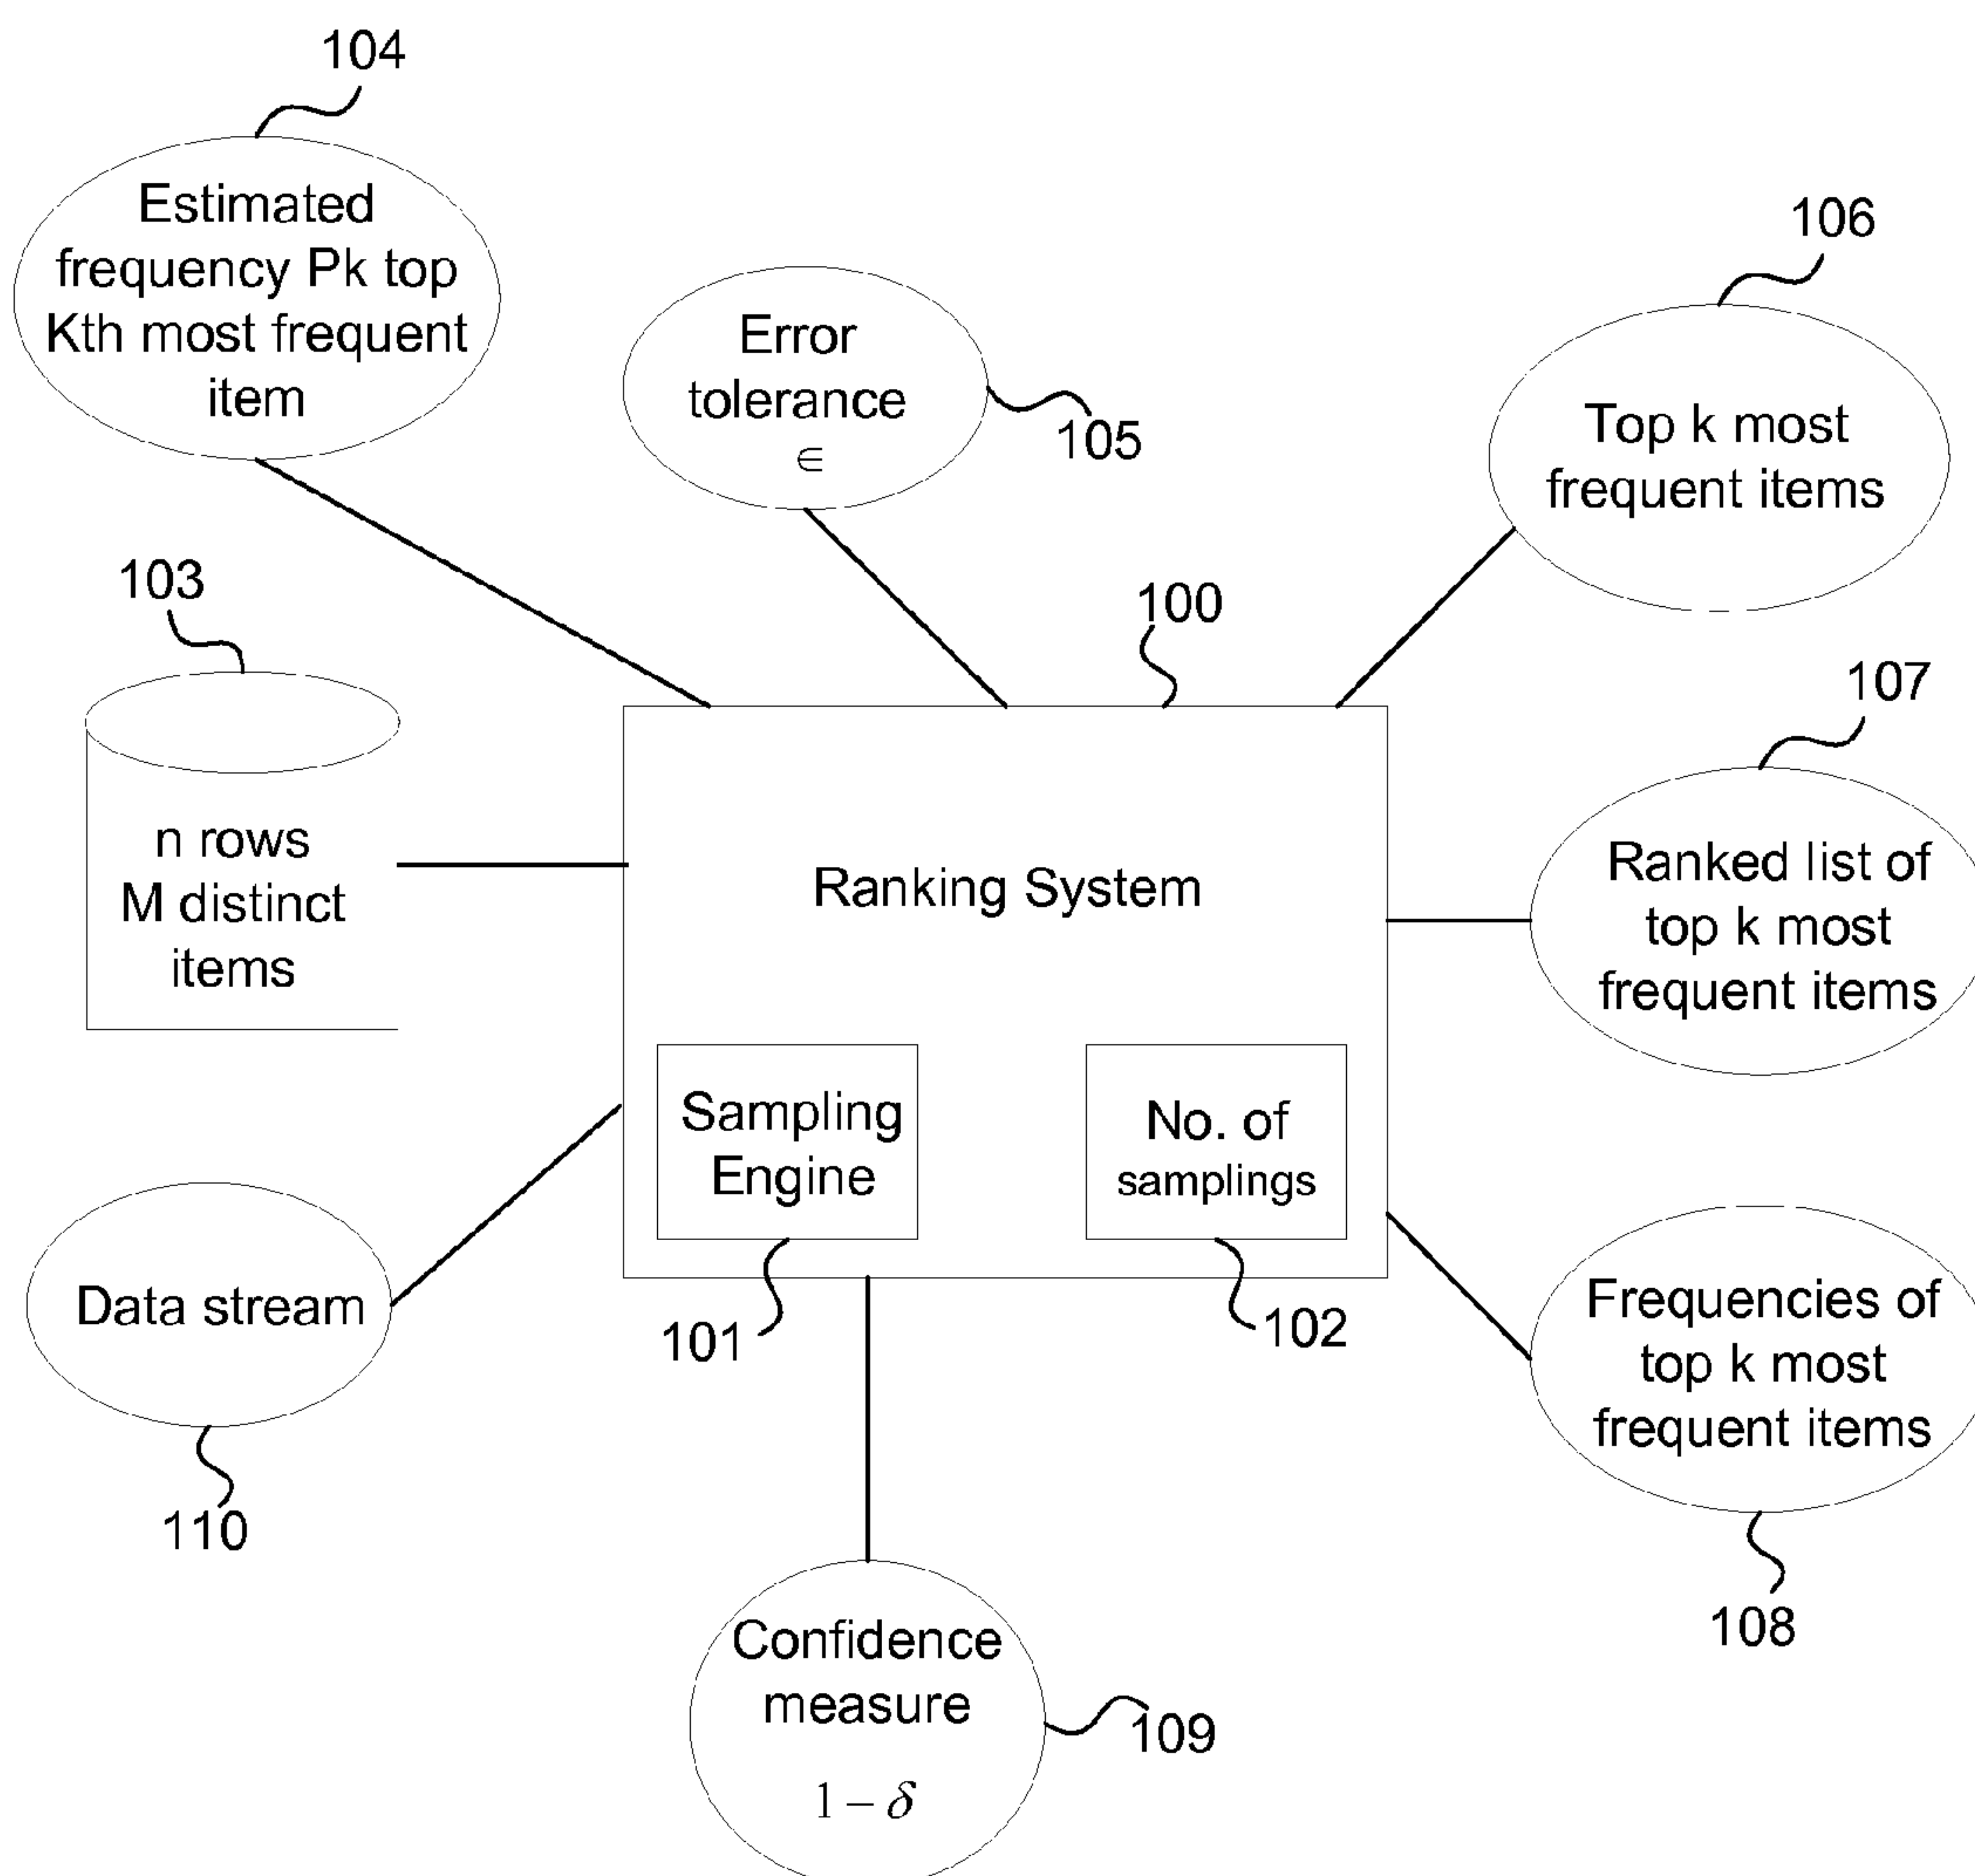 104
Estimated
frequency Pk top
Kth most frequent
item
Error
tolerance
∈
105
106
Top k most
frequent items
103
100
107
n rows
M distinct
items
Ranking System
Ranked list of
top k most
frequent items
Sampling
Engine
No. of
samplings
101
102
Data stream
110
Frequencies of
top k most
frequent items
108
Confidence
measure
1 – δ
109